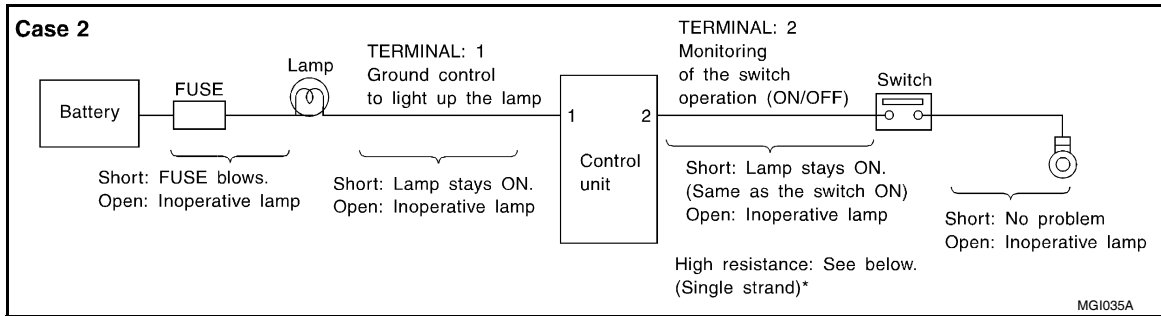 Case 2
Battery
FUSE
Lamp
TERMINAL: 1
Ground control
to light up the lamp
1
2
Control
unit
TERMINAL: 2
Monitoring
of the switch
operation (ON/OFF)
Switch
Short: FUSE blows.
Open: Inoperative lamp
Short: Lamp stays ON.
Open: Inoperative lamp
Short: Lamp stays ON.
(Same as the switch ON)
Open: Inoperative lamp
High resistance: See below.
(Single strand)*
Short: No problem
Open: Inoperative lamp
MGI035A